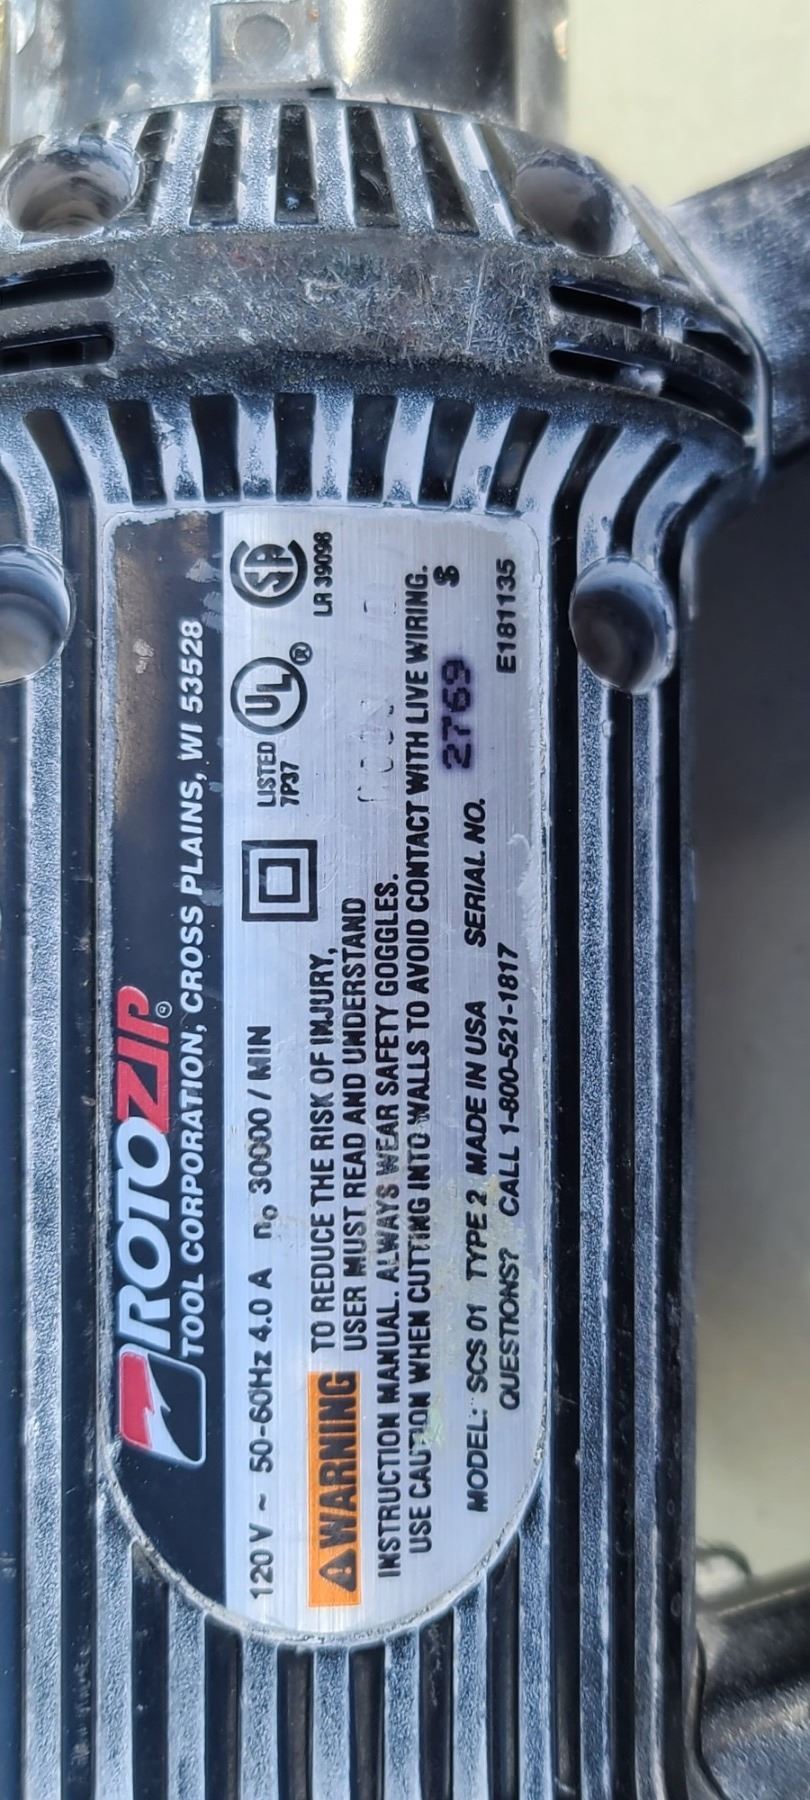 ROTOZIP®
TOOL CORPORATION, CROSS PLAINS, WI 53528
120 V ~ 50-60Hz 4.0 A no 30000 / MIN
LISTED
7P37
UL®
SA
LR 39098
WARNING
TO REDUCE THE RISK OF INJURY,
USER MUST READ AND UNDERSTAND
INSTRUCTION MANUAL. ALWAYS WEAR SAFETY GOGGLES.
USE CAUTION WHEN CUTTING INTO WALLS TO AVOID CONTACT WITH LIVE WIRING.
MODEL: SCS 01 TYPE 2 MADE IN USA SERIAL NO. 2769 $
QUESTIONS? CALL 1-800-521-1817 E181135